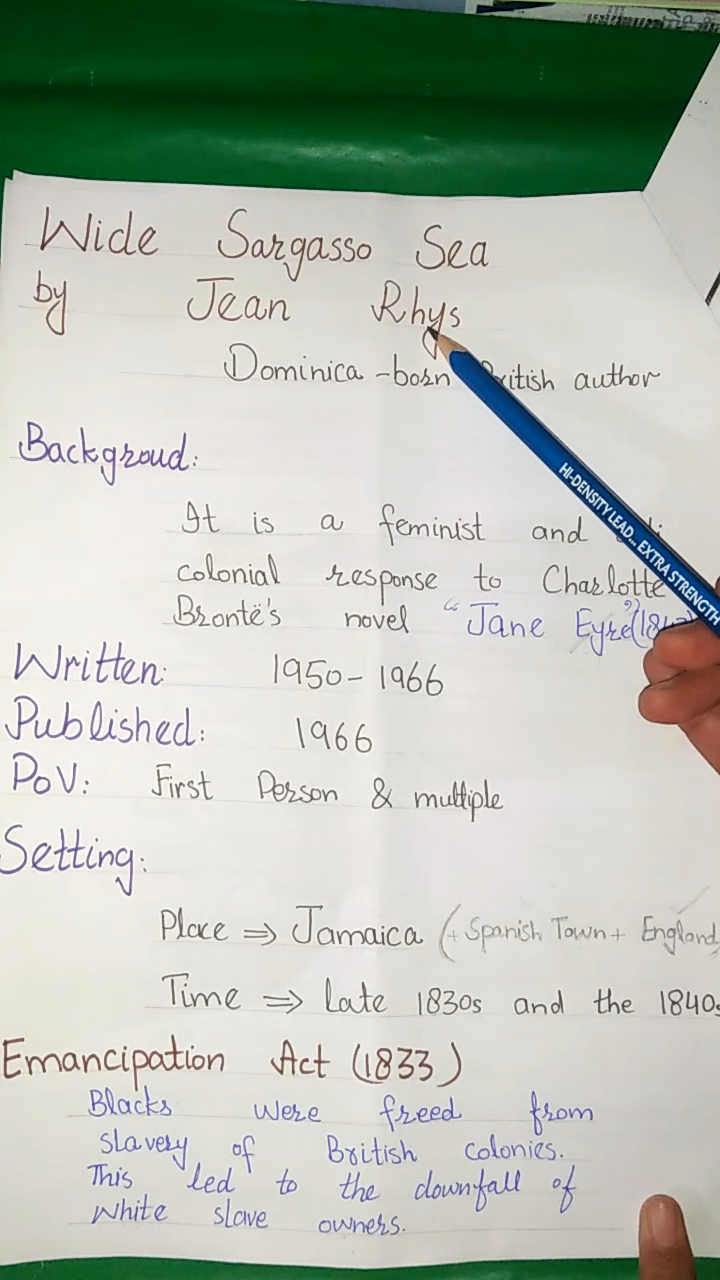 Wide Sargasso Sea
by Jean Rhys
Dominica-born British author
Backgroud:
It is a feminist and
colonial response to Charlotte
Brontë's novel "Jane Eyre"
Written: 1950-1966
Published: 1966
PoV: First Person & multiple
Setting:
Place ⇒ Jamaica (+ Spanish Town + England
Time ⇒ Late 1830s and the 1840s
Emancipation Act (1833)
Blacks were freed from
slavery of British colonies.
This led to the downfall of
White slave owners.
HI-DENSITY LEAD... EXTRA STRENGTH